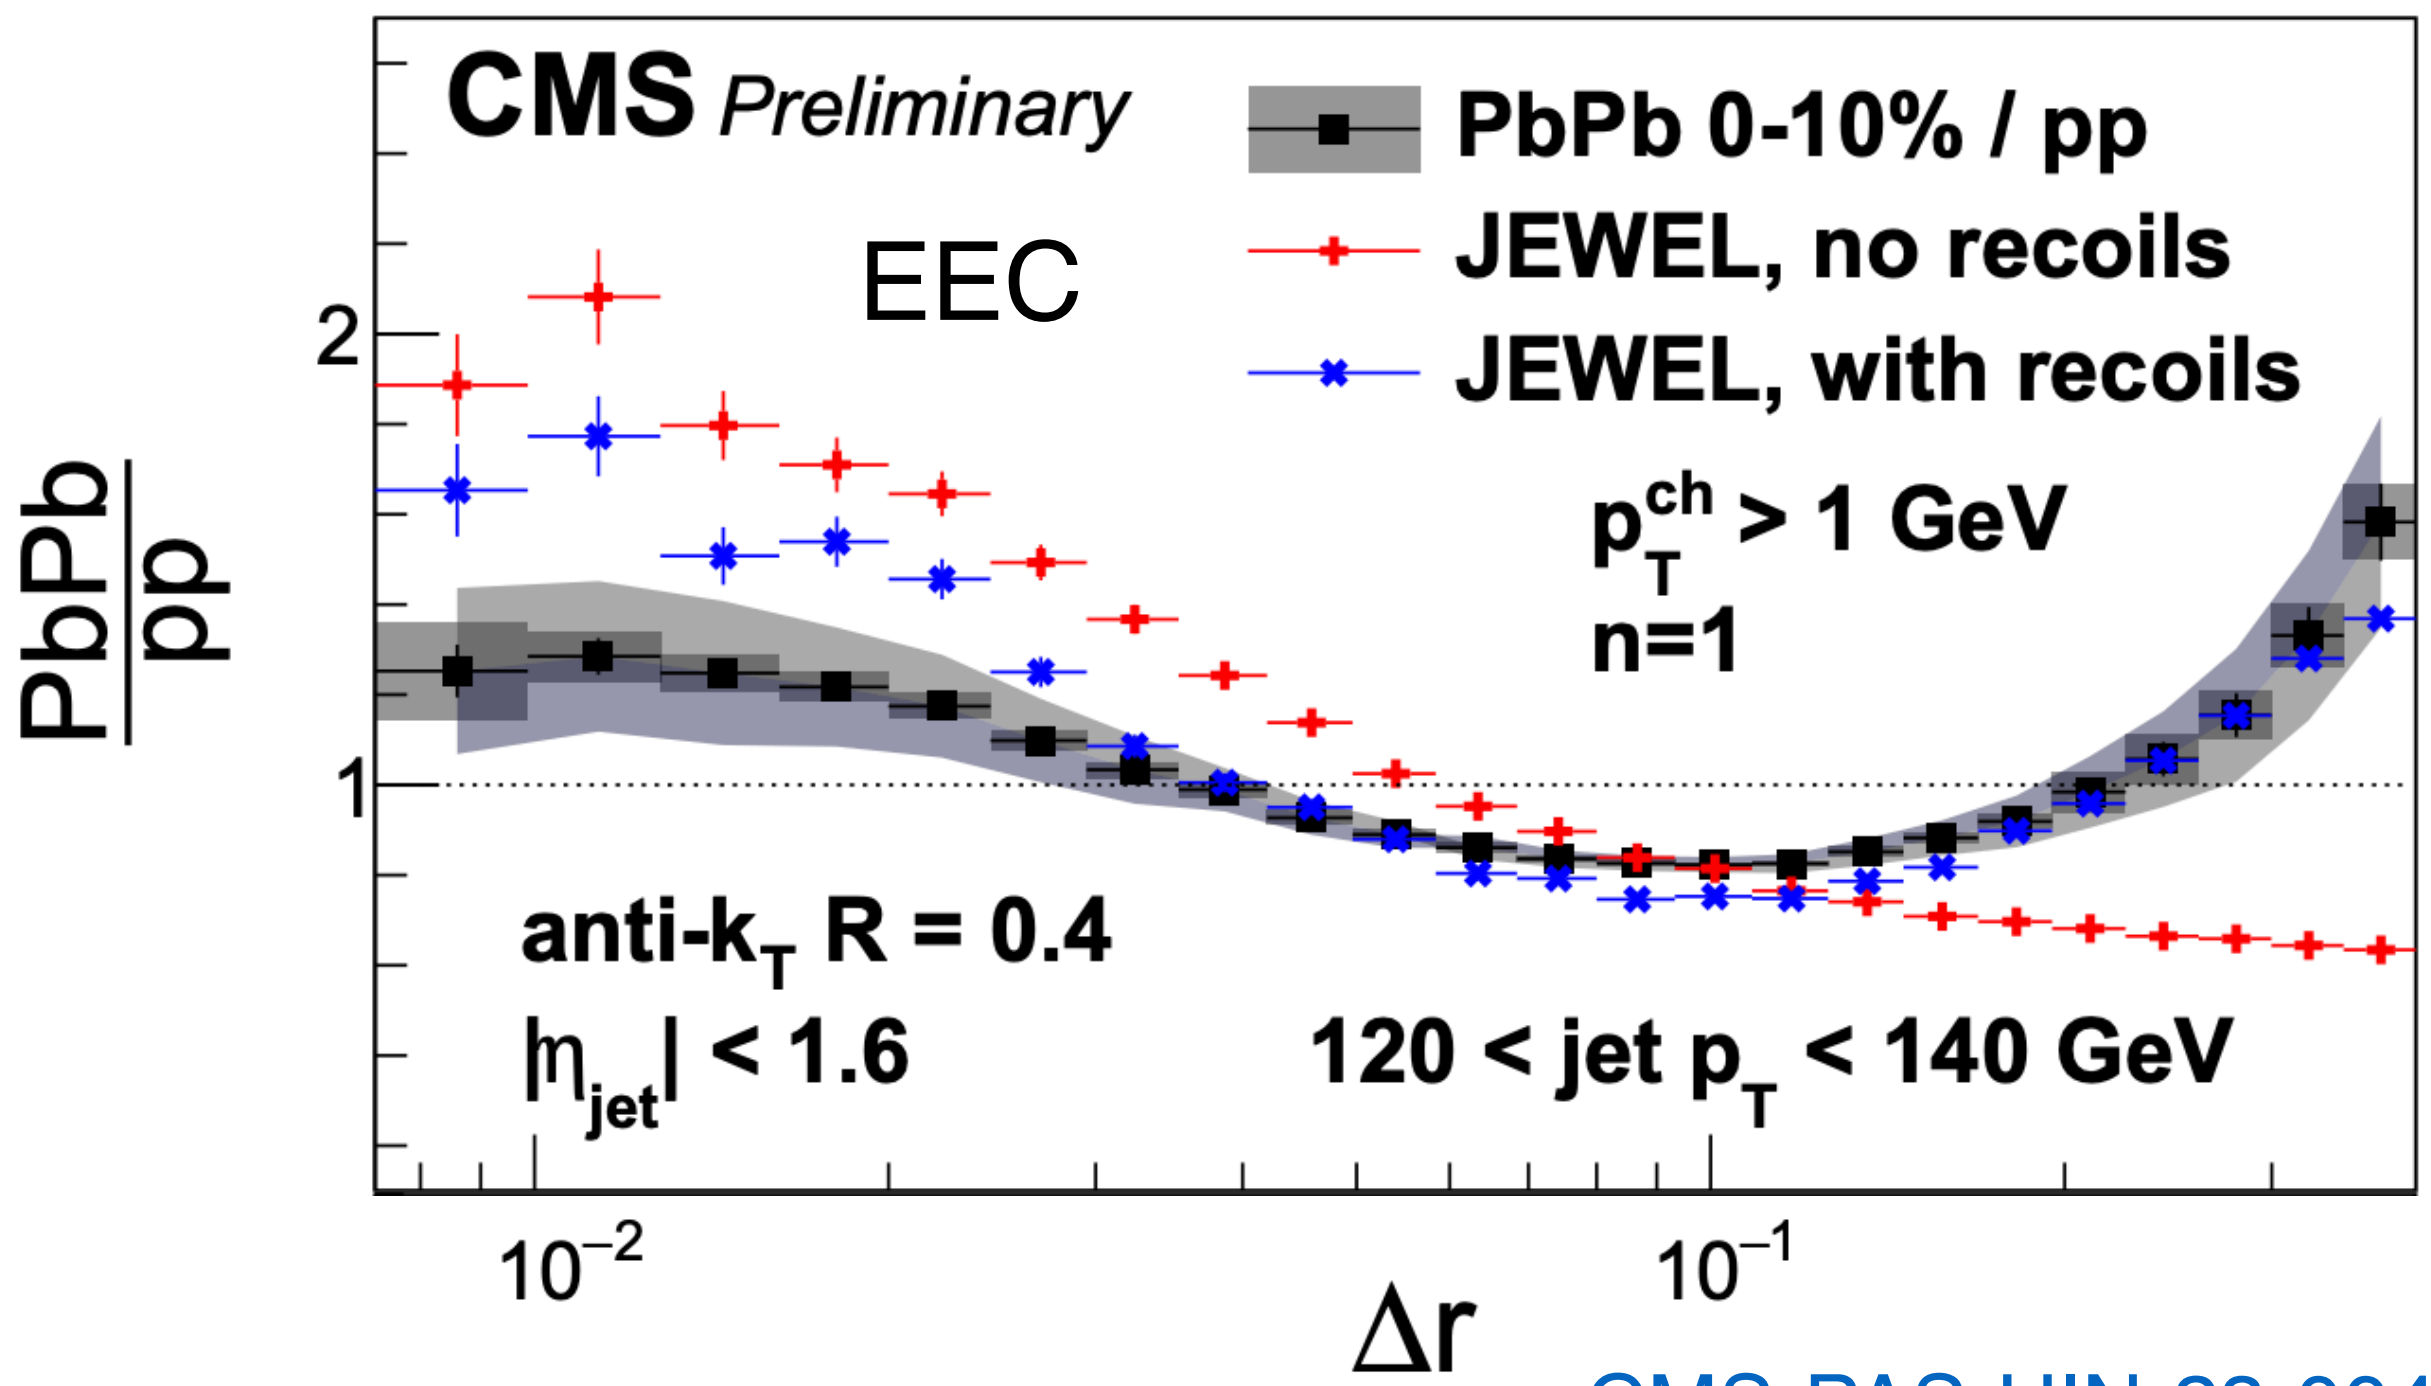 CMS Preliminary
PbPb 0-10% / pp
JEWEL, no recoils
JEWEL, with recoils
EEC
p_T^ch > 1 GeV
n=1
2
1
PbPb
pp
anti-k_T R = 0.4
|η_jet| < 1.6
120 < jet p_T < 140 GeV
10^−2
10^−1
Δr